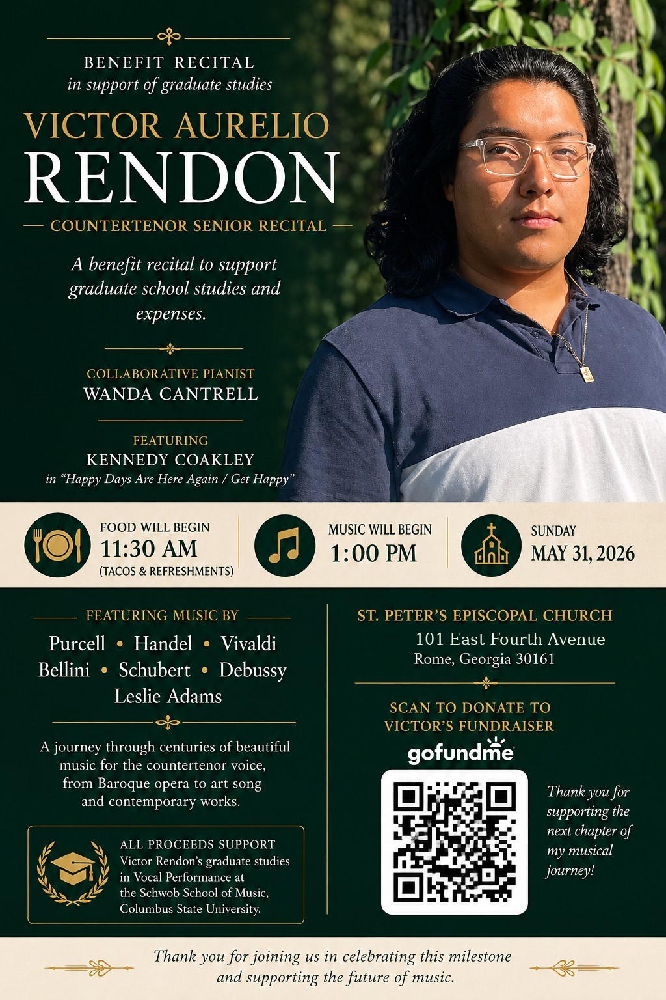 BENEFIT RECITAL
in support of graduate studies
VICTOR AURELIO
RENDON
COUNTERTENOR SENIOR RECITAL
A benefit recital to support
graduate school studies and
expenses.
COLLABORATIVE PIANIST
WANDA CANTRELL
FEATURING
KENNEDY COAKLEY
in “Happy Days Are Here Again / Get Happy”
FOOD WILL BEGIN
11:30 AM
(TACOS & REFRESHMENTS)
MUSIC WILL BEGIN
1:00 PM
SUNDAY
MAY 31, 2026
FEATURING MUSIC BY
Purcell • Handel • Vivaldi
Bellini • Schubert • Debussy
Leslie Adams
A journey through centuries of beautiful
music for the countertenor voice,
from Baroque opera to art song
and contemporary works.
ALL PROCEEDS SUPPORT
Victor Rendon’s graduate studies
in Vocal Performance at
the Schwob School of Music,
Columbus State University.
ST. PETER’S EPISCOPAL CHURCH
101 East Fourth Avenue
Rome, Georgia 30161
SCAN TO DONATE TO
VICTOR’S FUNDRAISER
gofundme
Thank you for
supporting the
next chapter of
my musical
journey!
Thank you for joining us in celebrating this milestone
and supporting the future of music.